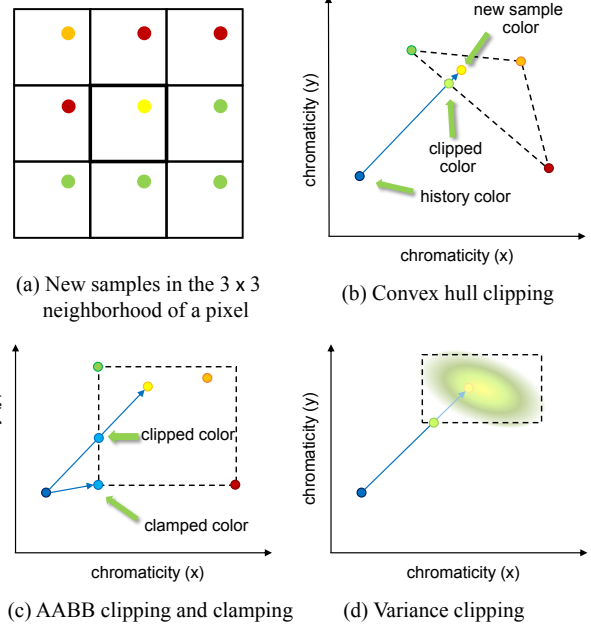 new sample
color
clipped
color
history color
chromaticity (y)
chromaticity (x)
(a) New samples in the 3 x 3
neighborhood of a pixel
(b) Convex hull clipping
clipped color
clamped color
chromaticity (x)
(c) AABB clipping and clamping
chromaticity (y)
chromaticity (x)
(d) Variance clipping